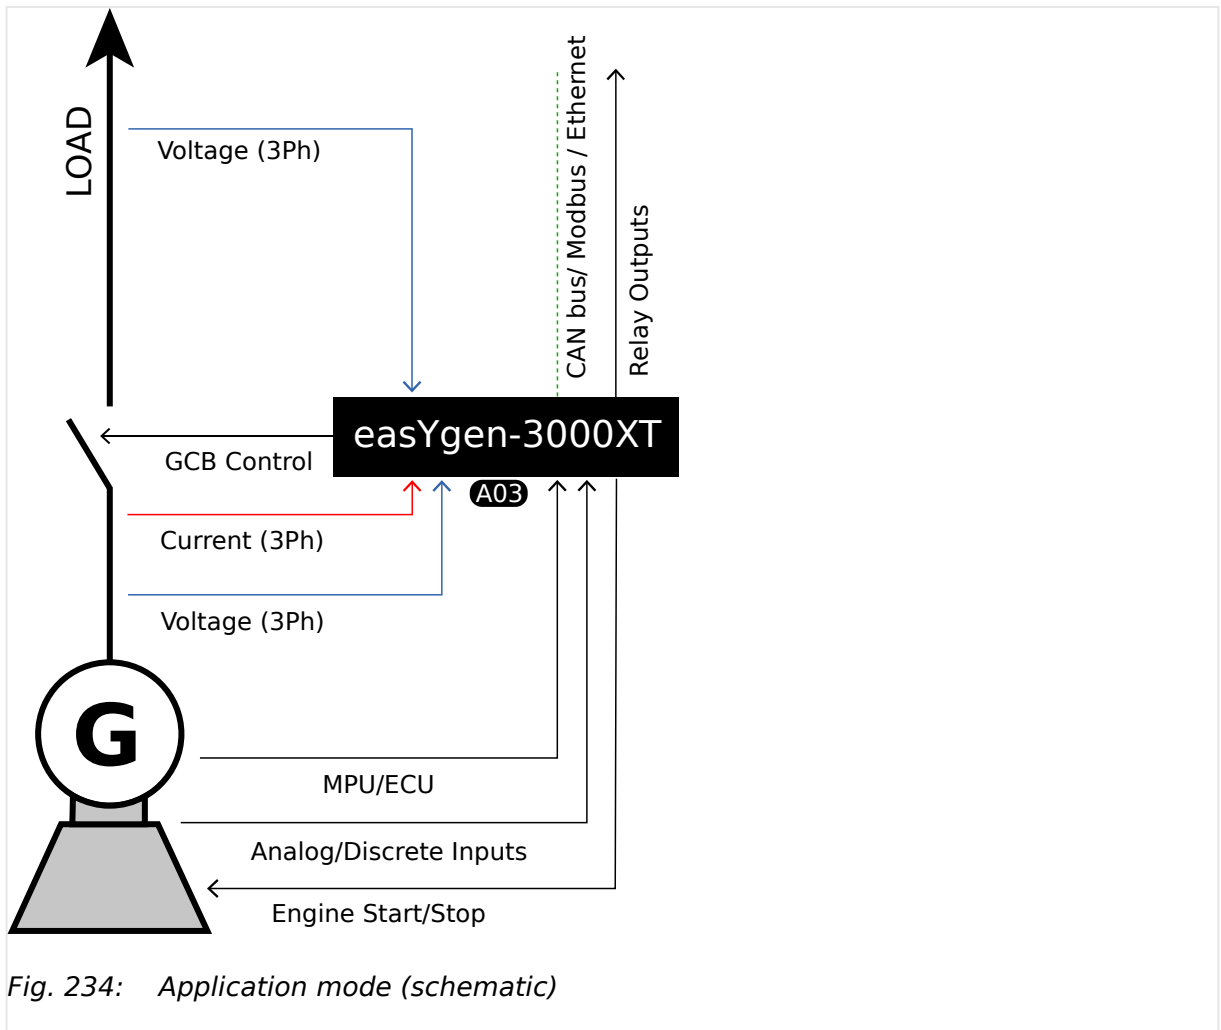 LOAD
Voltage (3Ph)
CAN bus/ Modbus / Ethernet
Relay Outputs
easYgen-3000XT
GCB Control
A03
Current (3Ph)
Voltage (3Ph)
G
MPU/ECU
Analog/Discrete Inputs
Engine Start/Stop
Fig. 234: Application mode (schematic)